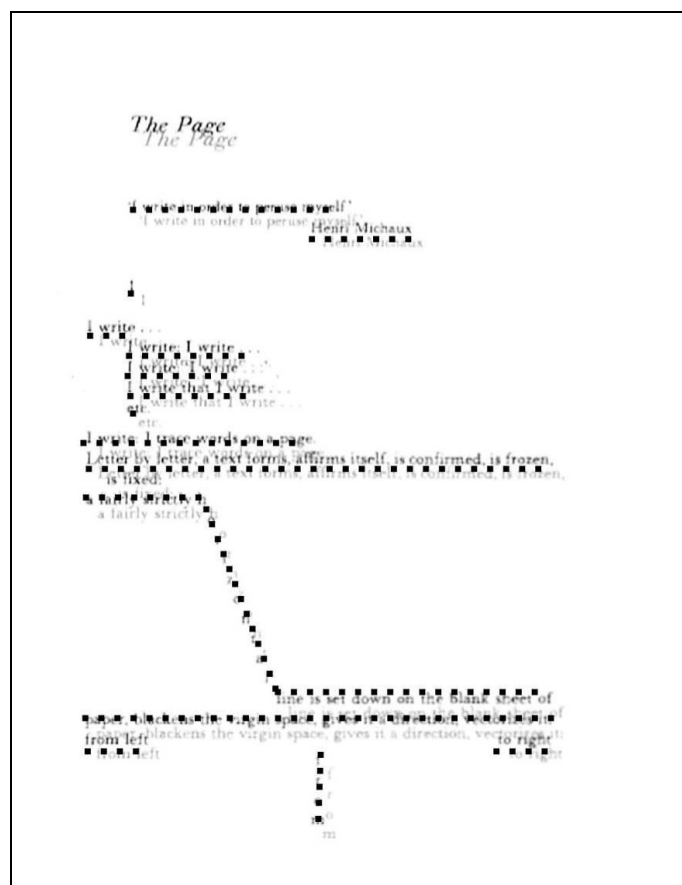 The Page
'I write in order to peruse myself'
Henri Michaux
1
I write . . .
I write: I write . . .
I write: 'I write . . .'
I write that I write . . .
etc.
I write: I trace words on a page.
Letter by letter, a text forms, affirms itself, is confirmed, is frozen,
is fixed:
a fairly strictly h
o
r
i
z
o
n
t
a
l
line is set down on the blank sheet of
paper, blackens the virgin space, gives it a direction, vectorizes it:
from left
to right
f
r
o
m